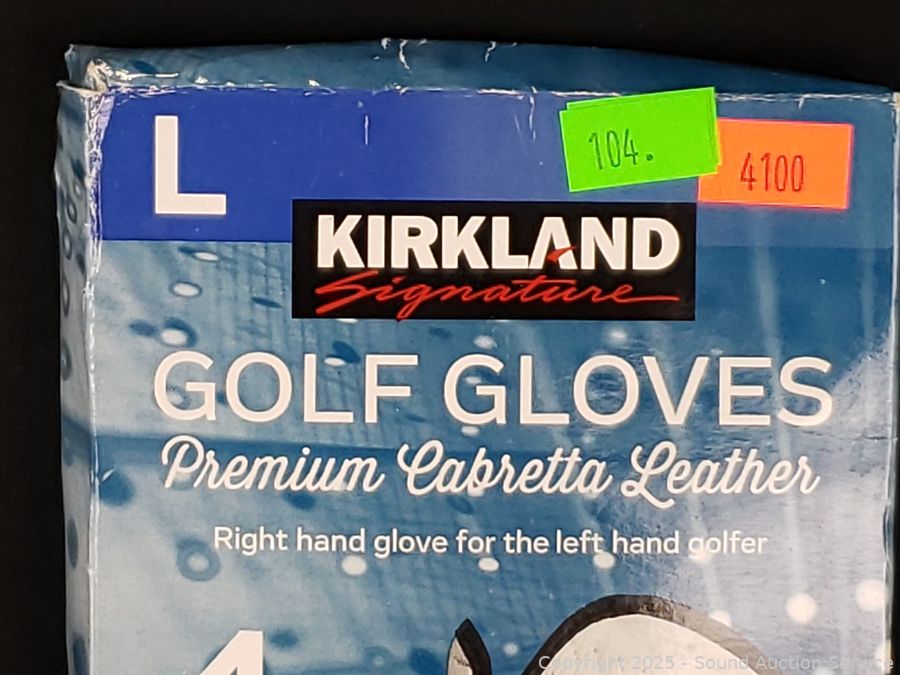 L
104.
4100
KIRKLAND
Signature
GOLF GLOVES
Premium Cabretta Leather
Right hand glove for the left hand golfer
4
Copyright 2025 - Sound Auction Service